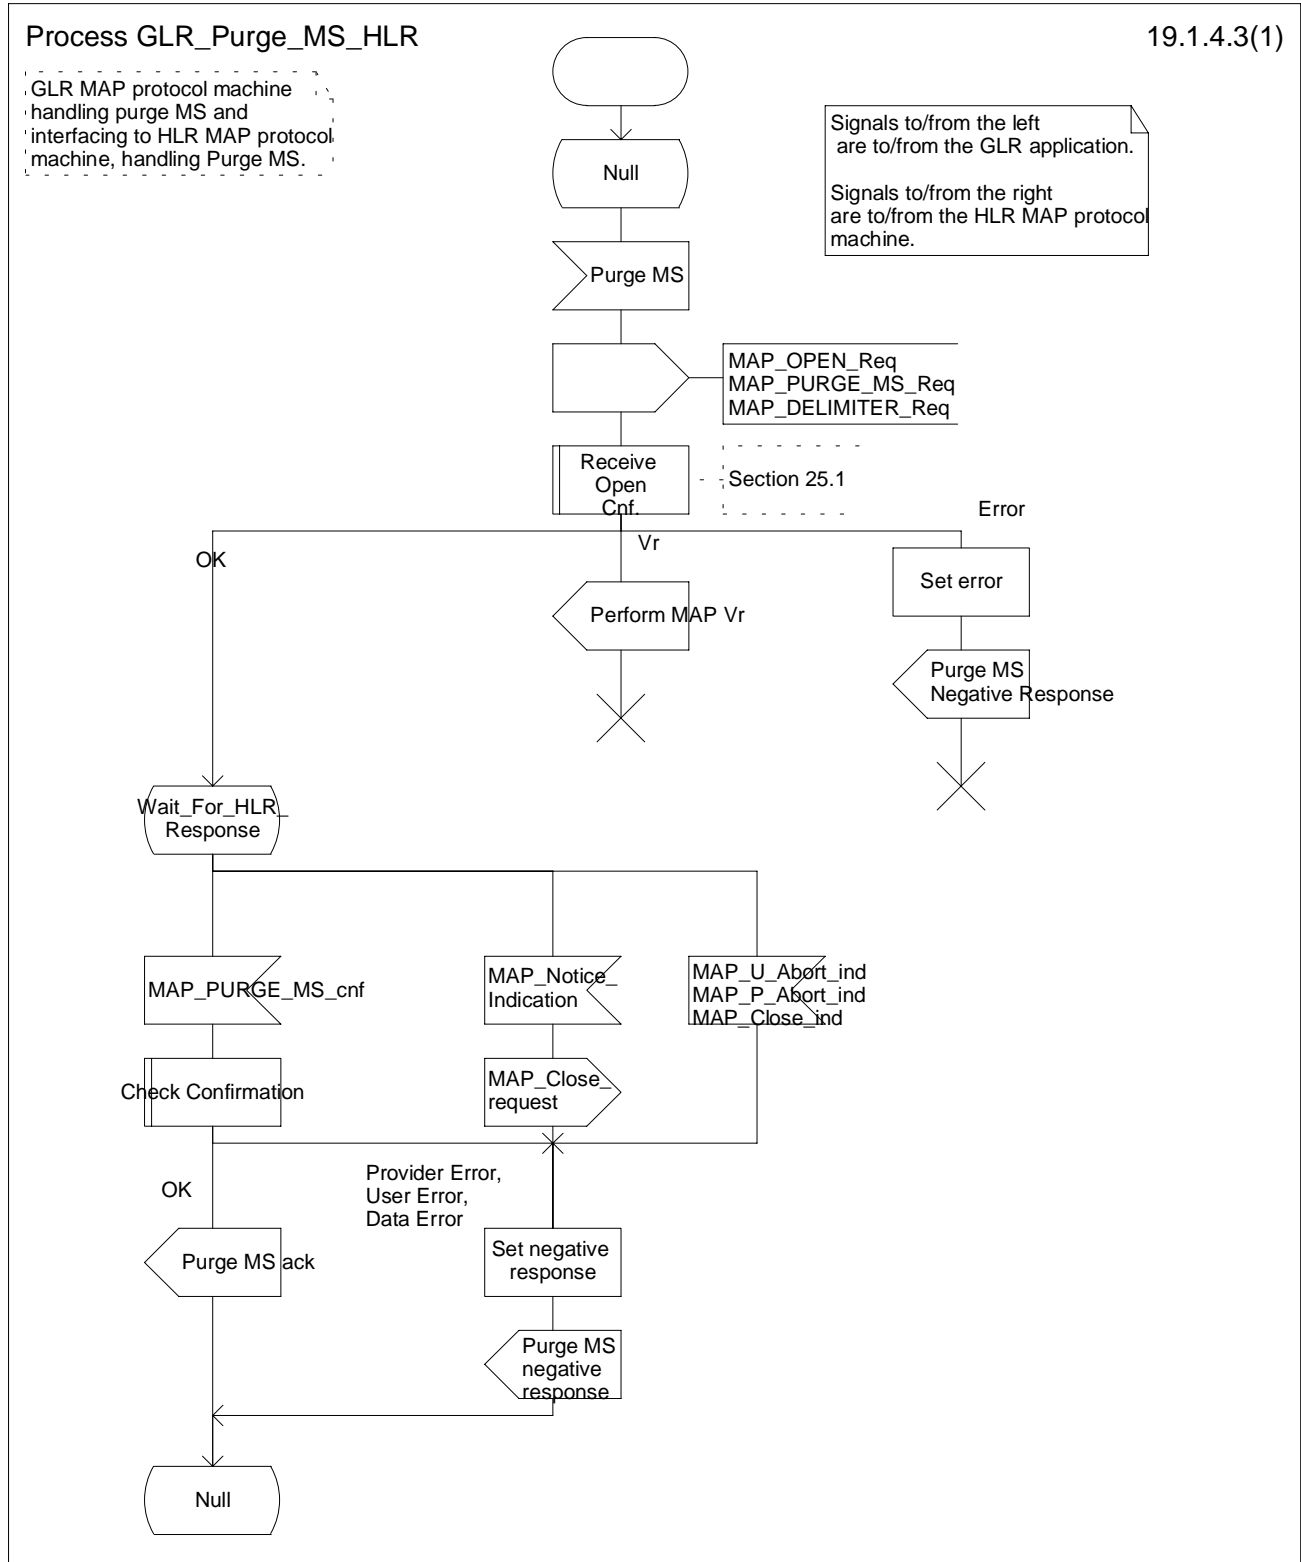 Process GLR_Purge_MS_HLR
19.1.4.3(1)
GLR MAP protocol machine
handling purge MS and
interfacing to HLR MAP protocol
machine, handling Purge MS.
Signals to/from the left
are to/from the GLR application.
Signals to/from the right
are to/from the HLR MAP protocol
machine.
Null
Purge MS
MAP_OPEN_Req
MAP_PURGE_MS_Req
MAP_DELIMITER_Req
Receive
Open
Cnf.
Section 25.1
Error
OK
Vr
Set error
Perform MAP Vr
Purge MS
Negative Response
Wait_For_HLR_
Response
MAP_PURGE_MS_cnf
MAP_Notice_
Indication
MAP_U_Abort_ind
MAP_P_Abort_ind
MAP_Close_ind
Check Confirmation
MAP_Close_
request
OK
Provider Error,
User Error,
Data Error
Purge MS ack
Set negative
response
Purge MS
negative
response
Null